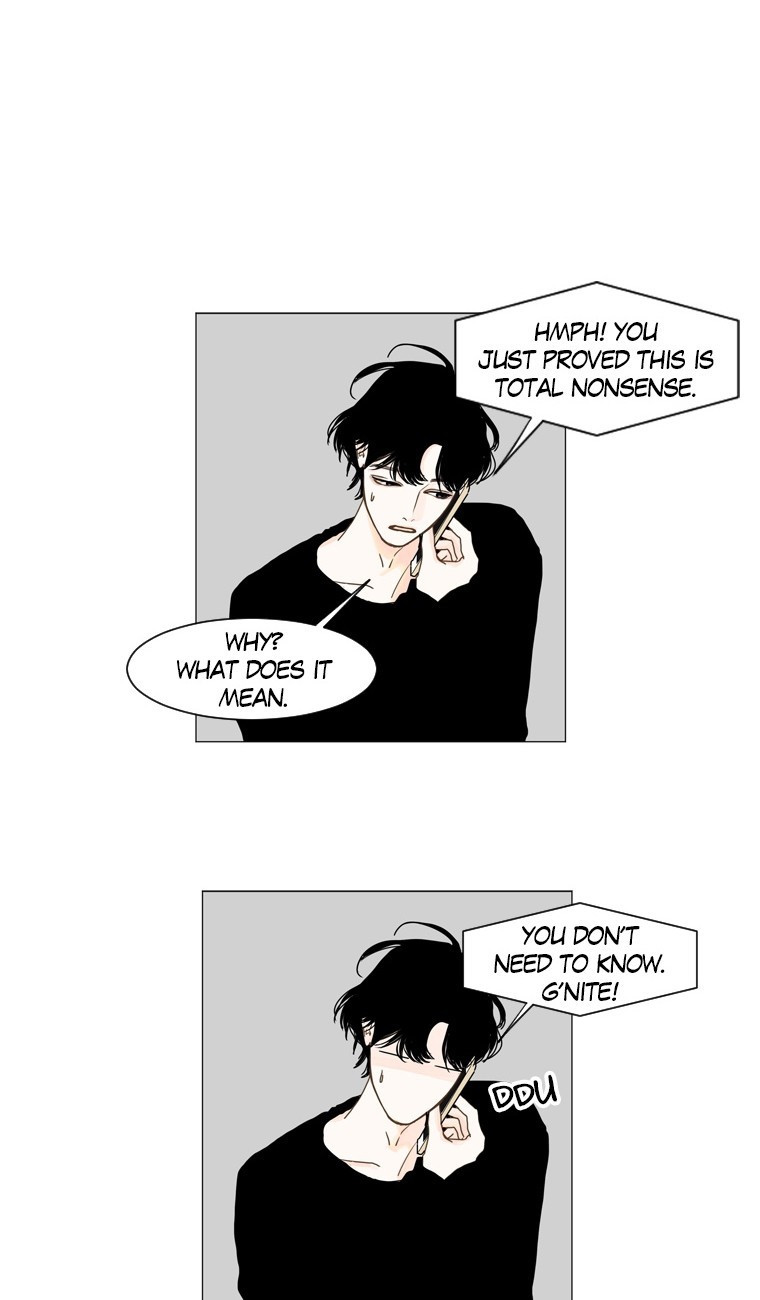 HMPH! YOU
JUST PROVED THIS IS
TOTAL NONSENSE.
WHY?
WHAT DOES IT
MEAN.
YOU DON'T
NEED TO KNOW.
G'NITE!
DDU